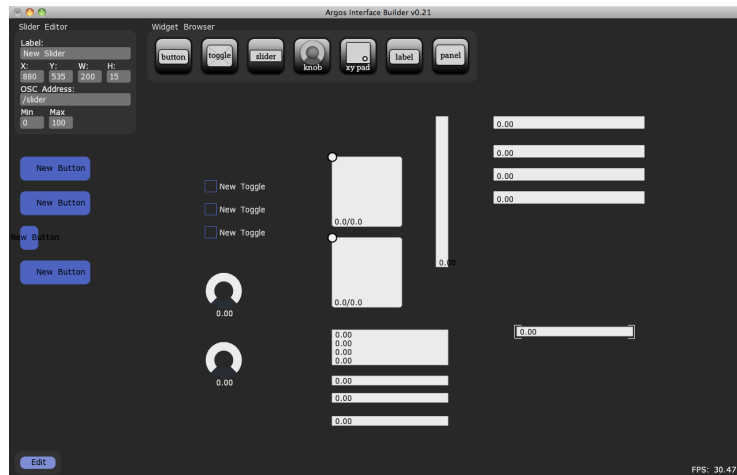 Argos Interface Builder v0.21
Slider Editor
Label:
New Slider
X: Y: W: H:
880 535 200 15
OSC Address:
/slider
Min Max
0 100
Widget Browser
button toggle slider knob xy pad label panel
New Button
New Button
New Button
New Button
New Toggle
New Toggle
New Toggle
0.00
0.00
0.0/0.0
0.0/0.0
0.00
0.00
0.00
0.00
0.00
0.00
0.00
0.00
0.00
0.00
0.00
0.00
0.00
Edit
FPS: 30.47